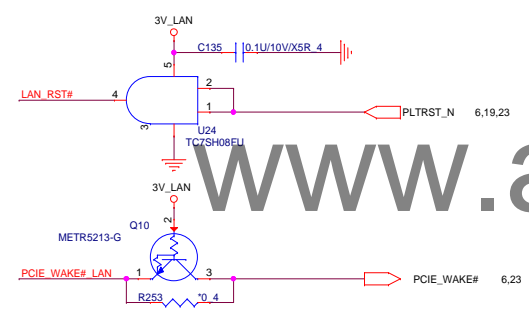 3V_LAN
C135 0.1U/10V/X5R_4
5
LAN_RST# 4 2
1
PLTRST_N 6,19,23
3
U24
TC7SH08FU
www.a
3V_LAN
2
Q10
METR5213-G
PCIE_WAKE#_LAN 1 3 PCIE_WAKE# 6,23
R253 *0_4